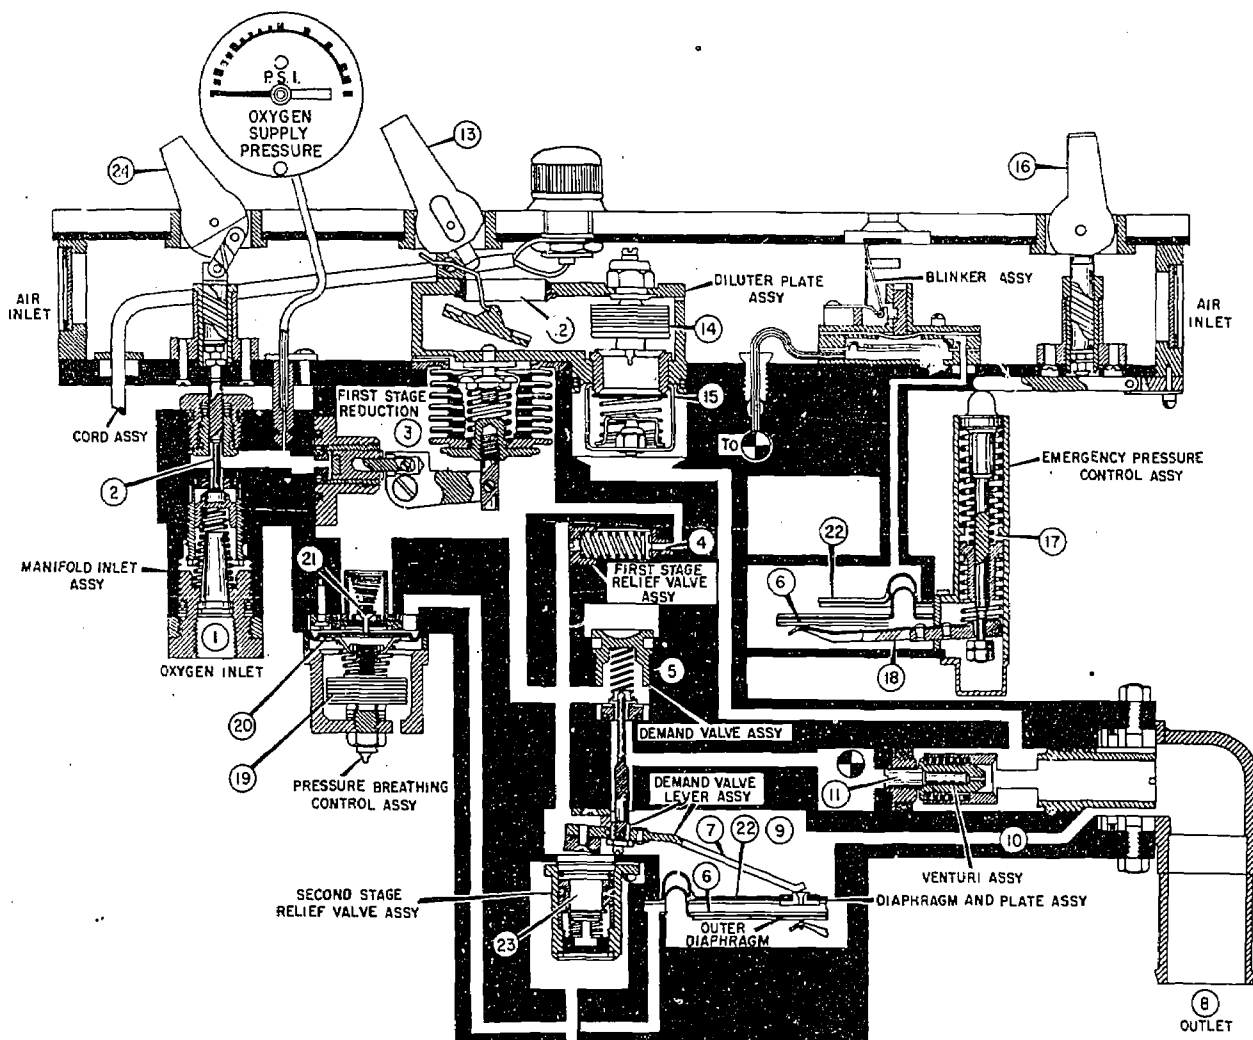 P.S.I.
OXYGEN
SUPPLY
PRESSURE
24
13
16
AIR
INLET
DILUTER PLATE
ASSY
BLINKER ASSY
AIR
INLET
12
14
CORD ASSY
FIRST STAGE
REDUCTION
3
15
To
EMERGENCY PRESSURE
CONTROL ASSY
2
17
MANIFOLD INLET
ASSY
21
4
FIRST STAGE
RELIEF VALVE
ASSY
22
6
1
OXYGEN INLET
5
18
20
19
DEMAND VALVE ASSY
PRESSURE BREATHING
CONTROL ASSY
DEMAND VALVE
LEVER ASSY
11
7
22
9
10
VENTURI ASSY
SECOND STAGE
RELIEF VALVE ASSY
6
DIAPHRAGM AND PLATE ASSY
23
OUTER
DIAPHRAGM
8
OUTLET